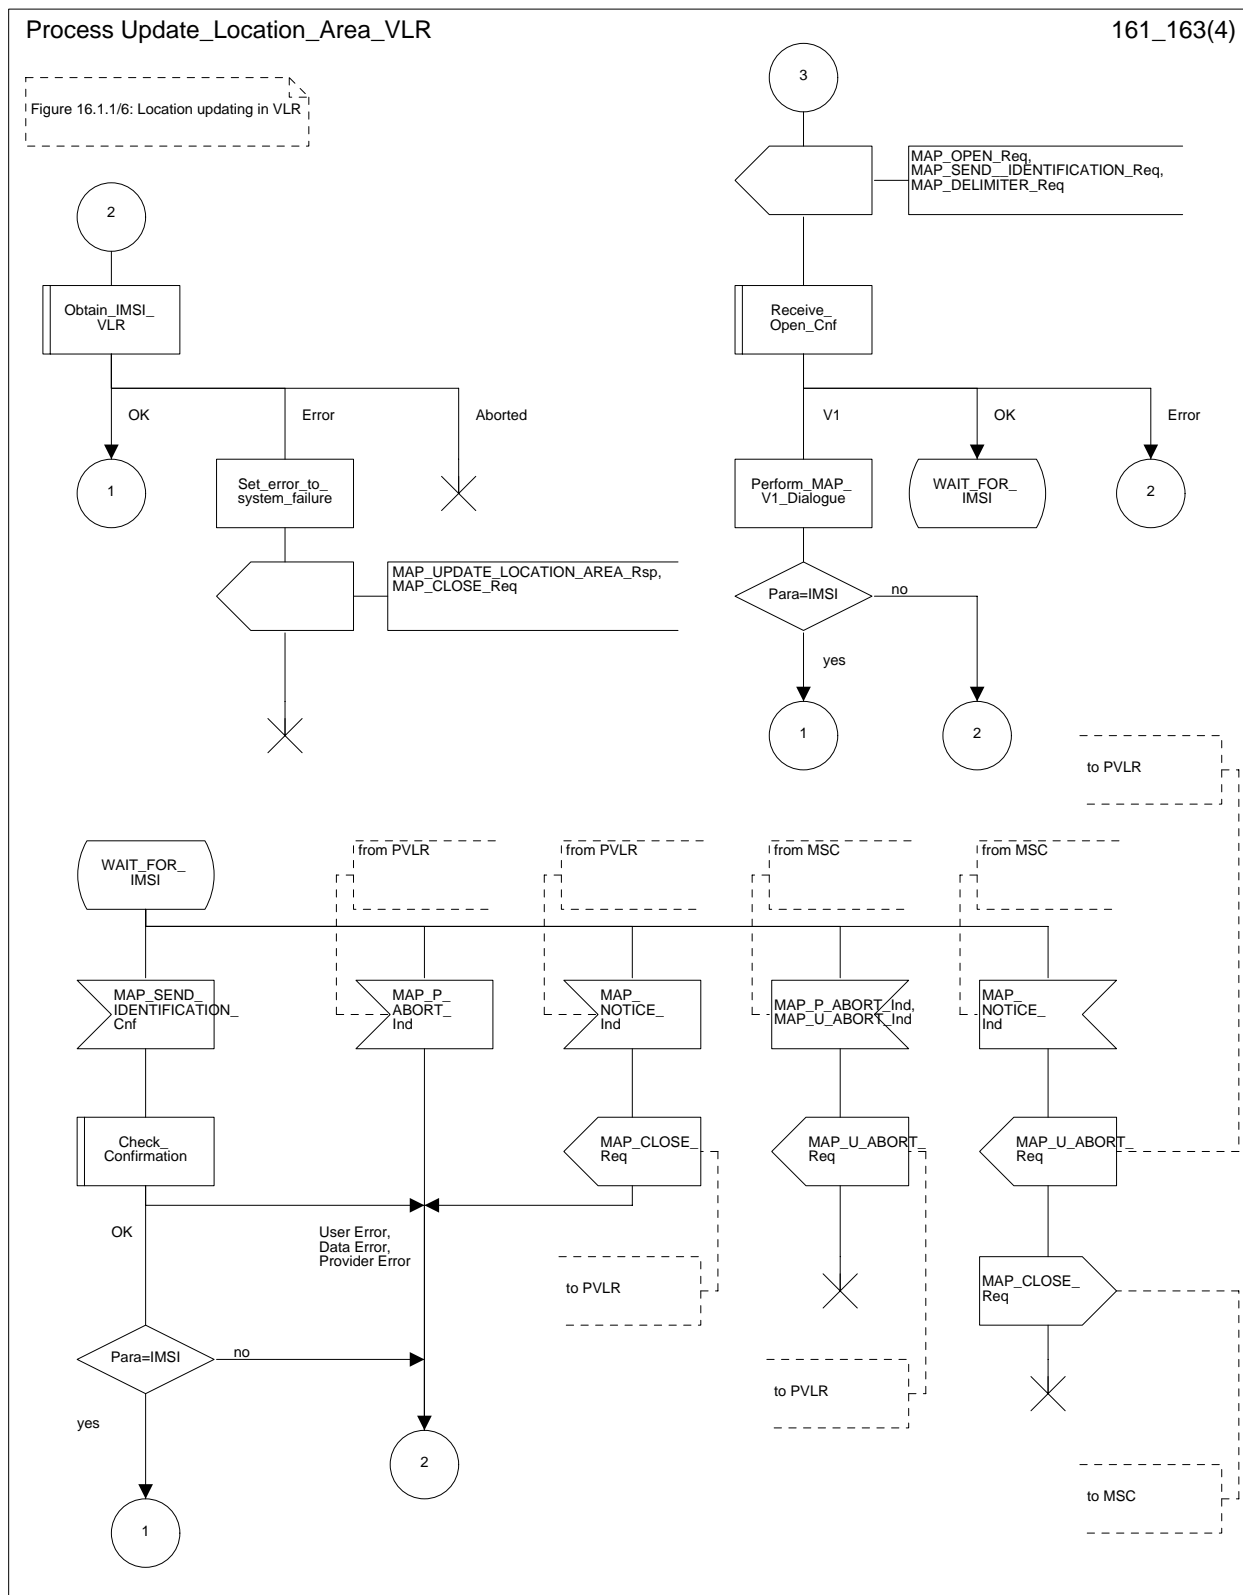 Process Update_Location_Area_VLR
161_163(4)
Figure 16.1.1/6: Location updating in VLR
3
MAP_OPEN_Req,
MAP_SEND__IDENTIFICATION_Req,
MAP_DELIMITER_Req
2
Obtain_IMSI_
VLR
Receive_
Open_Cnf
OK
Error
Aborted
V1
OK
Error
1
Set_error_to_
system_failure
Perform_MAP_
V1_Dialogue
WAIT_FOR_
IMSI
2
MAP_UPDATE_LOCATION_AREA_Rsp,
MAP_CLOSE_Req
Para=IMSI
no
yes
1
2
to PVLR
WAIT_FOR_
IMSI
from PVLR
from PVLR
from MSC
from MSC
MAP_SEND_
IDENTIFICATION_
Cnf
MAP_P_
ABORT_
Ind
MAP_
NOTICE_
Ind
MAP_P_ABORT_Ind,
MAP_U_ABORT_Ind
MAP_
NOTICE_
Ind
Check_
Confirmation
MAP_CLOSE_
Req
MAP_U_ABORT_
Req
MAP_U_ABORT_
Req
OK
User Error,
Data Error,
Provider Error
to PVLR
MAP_CLOSE_
Req
Para=IMSI
no
to PVLR
yes
2
to MSC
1